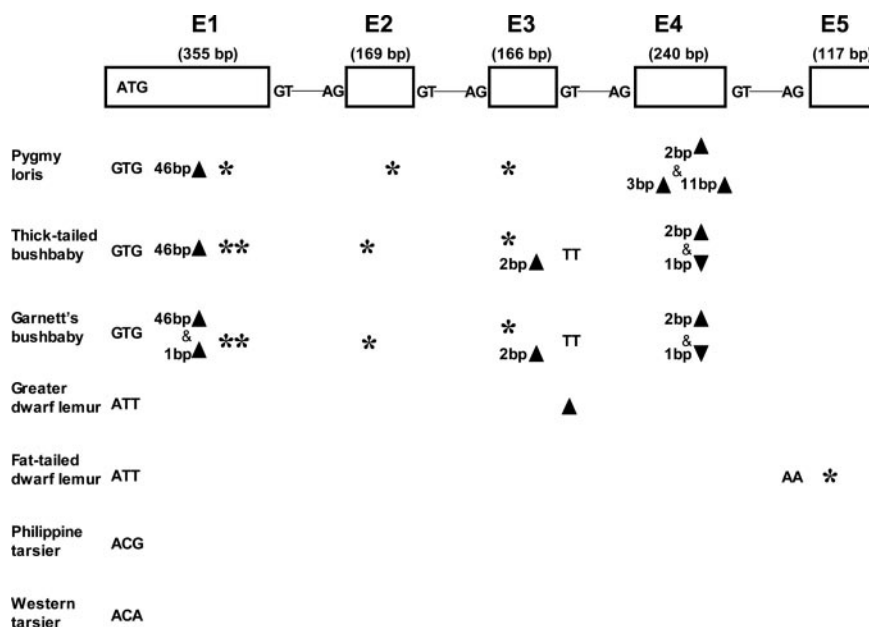 E1 E2 E3 E4 E5
(355 bp) (169 bp) (166 bp) (240 bp) (117 bp)
ATG GT AG GT AG GT AG GT AG
Pygmy
loris
GTG 46bp▲ * * * 2bp▲
&
3bp▲ 11bp▲
Thick-tailed
bushbaby
GTG 46bp▲ ** * * TT 2bp▲
&
2bp▲ 1bp▼
Garnett's
bushbaby
GTG 46bp▲ ** * * TT 2bp▲
& &
1bp▲ 2bp▲ 1bp▼
Greater
dwarf lemur
ATT ▲
Fat-tailed
dwarf lemur
ATT AA *
Philippine
tarsier
ACG
Western
tarsier
ACA